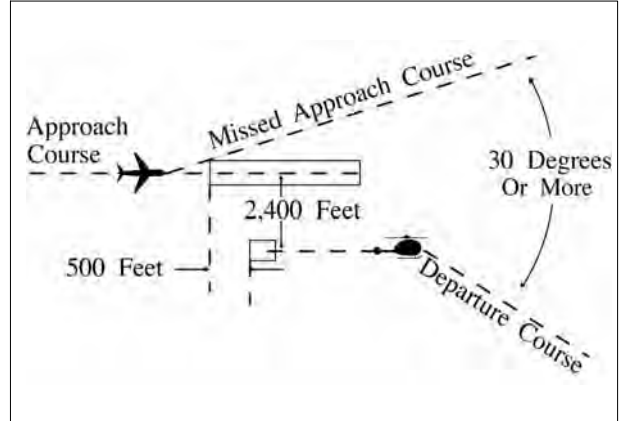 Missed Approach Course
Approach
Course
30 Degrees
Or More
2,400 Feet
500 Feet
Departure Course